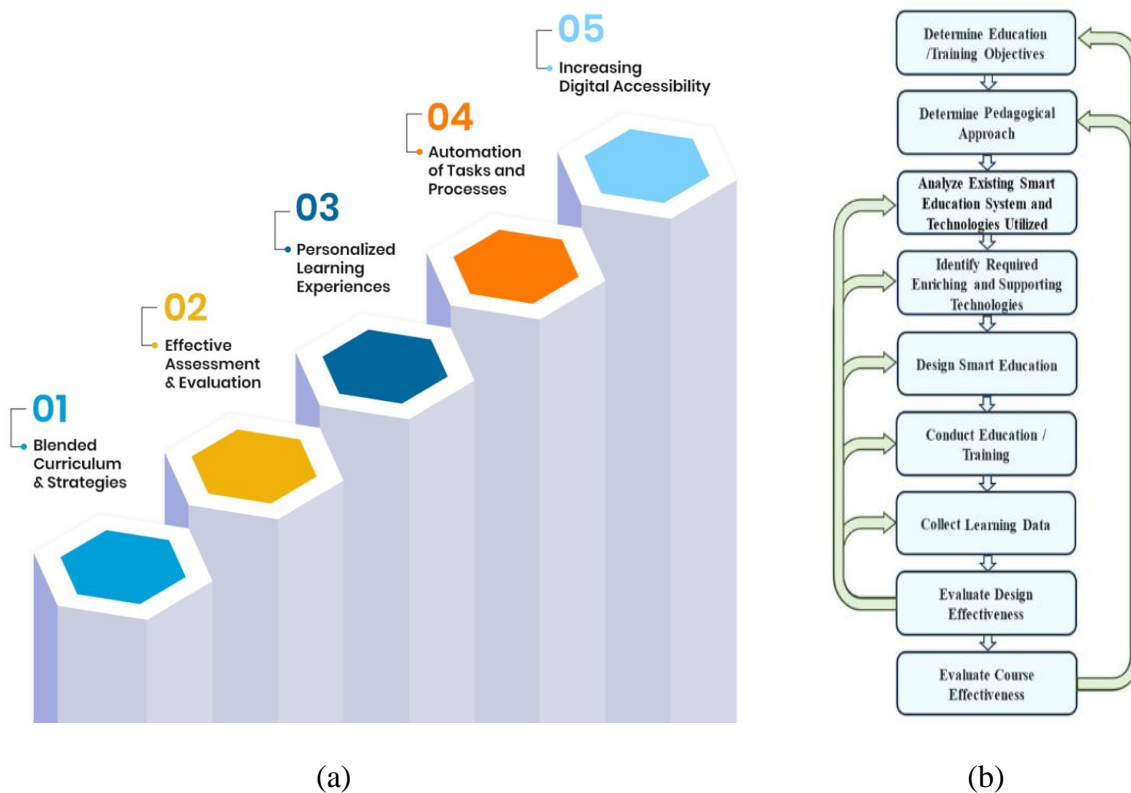 01
Blended
Curriculum
& Strategies
02
Effective
Assessment
& Evaluation
03
Personalized
Learning
Experiences
04
Automation
of Tasks and
Processes
05
Increasing
Digital Accessibility
(a)
Determine Education
/Training Objectives
Determine Pedagogical
Approach
Analyze Existing Smart
Education System and
Technologies Utilized
Identify Required
Enriching and Supporting
Technologies
Design Smart Education
Conduct Education /
Training
Collect Learning Data
Evaluate Design
Effectiveness
Evaluate Course
Effectiveness
(b)